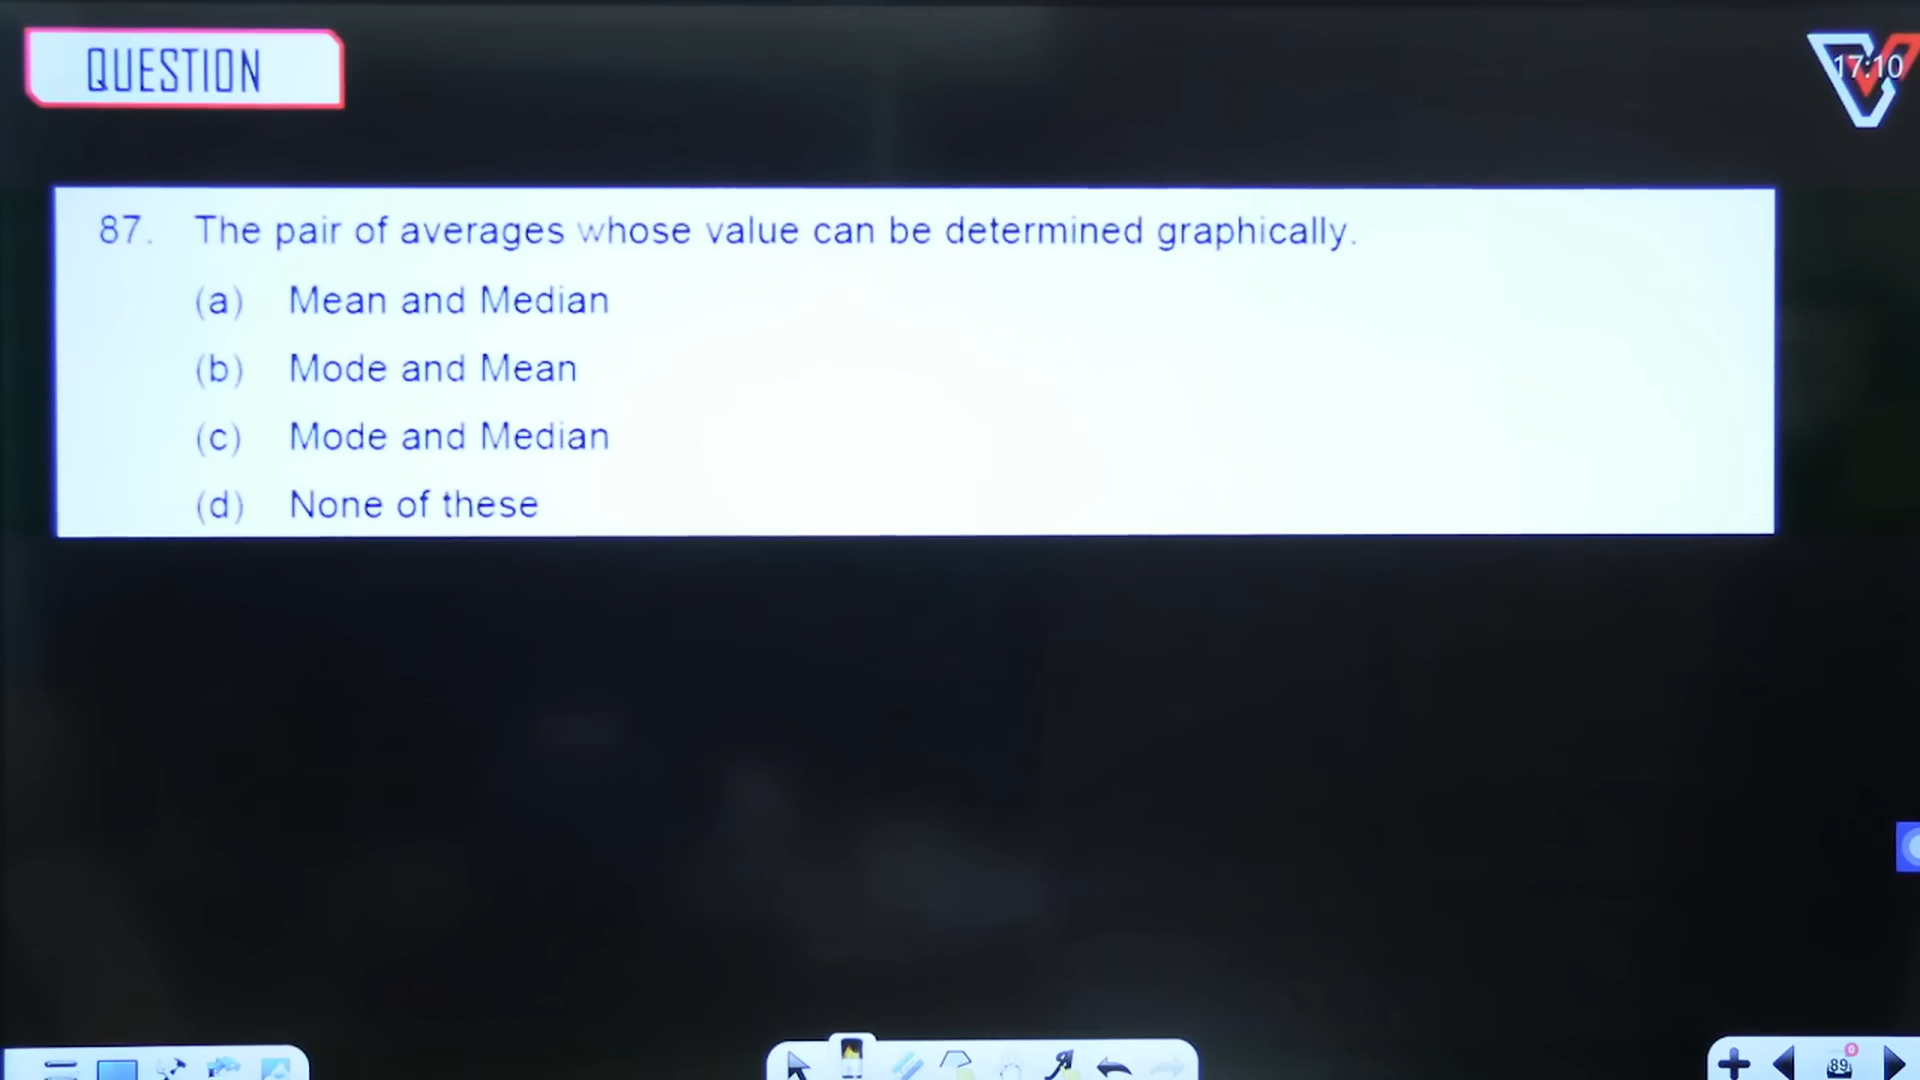 QUESTION
17:10
87. The pair of averages whose value can be determined graphically.
(a) Mean and Median
(b) Mode and Mean
(c) Mode and Median
(d) None of these
0
89